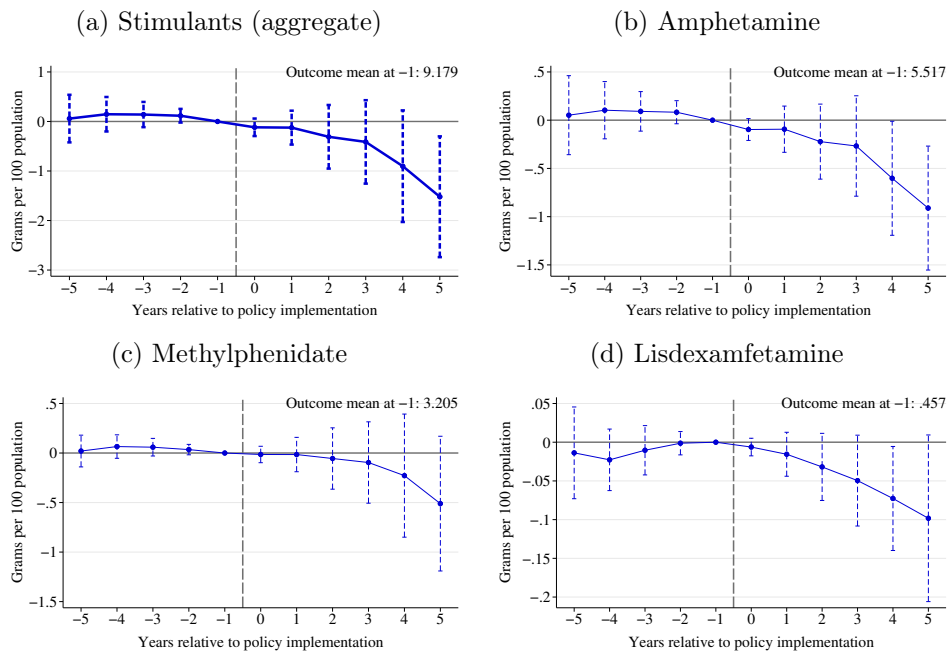 (a) Stimulants (aggregate)
Outcome mean at −1: 9.179
Grams per 100 population
1
0
−1
−2
−3
−5 −4 −3 −2 −1 0 1 2 3 4 5
Years relative to policy implementation
(b) Amphetamine
Outcome mean at −1: 5.517
Grams per 100 population
.5
0
−.5
−1
−1.5
−5 −4 −3 −2 −1 0 1 2 3 4 5
Years relative to policy implementation
(c) Methylphenidate
Outcome mean at −1: 3.205
Grams per 100 population
.5
0
−.5
−1
−1.5
−5 −4 −3 −2 −1 0 1 2 3 4 5
Years relative to policy implementation
(d) Lisdexamfetamine
Outcome mean at −1: .457
Grams per 100 population
.05
0
−.05
−.1
−.15
−.2
−5 −4 −3 −2 −1 0 1 2 3 4 5
Years relative to policy implementation